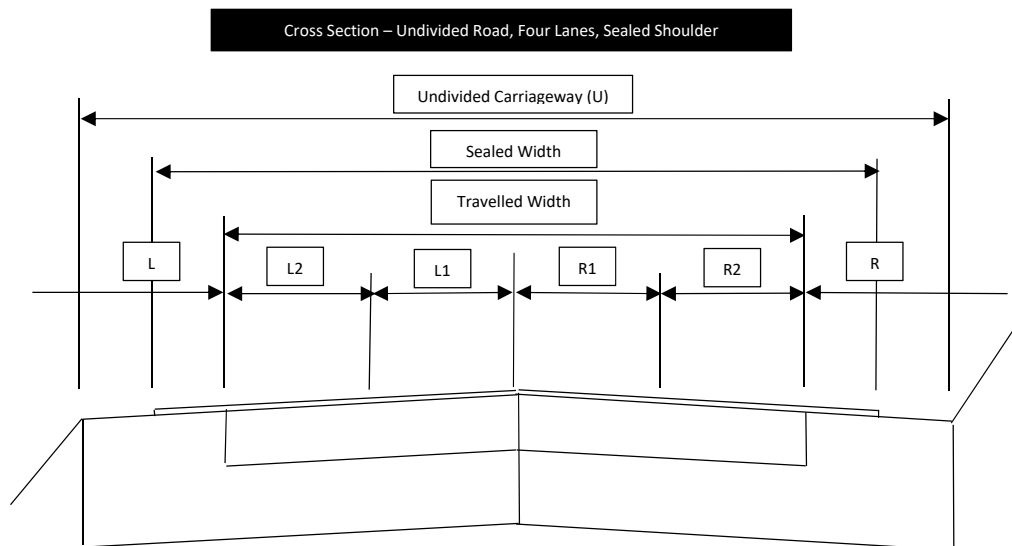 Cross Section – Undivided Road, Four Lanes, Sealed Shoulder
Undivided Carriageway (U)
Sealed Width
Travelled Width
L
L2
L1
R1
R2
R